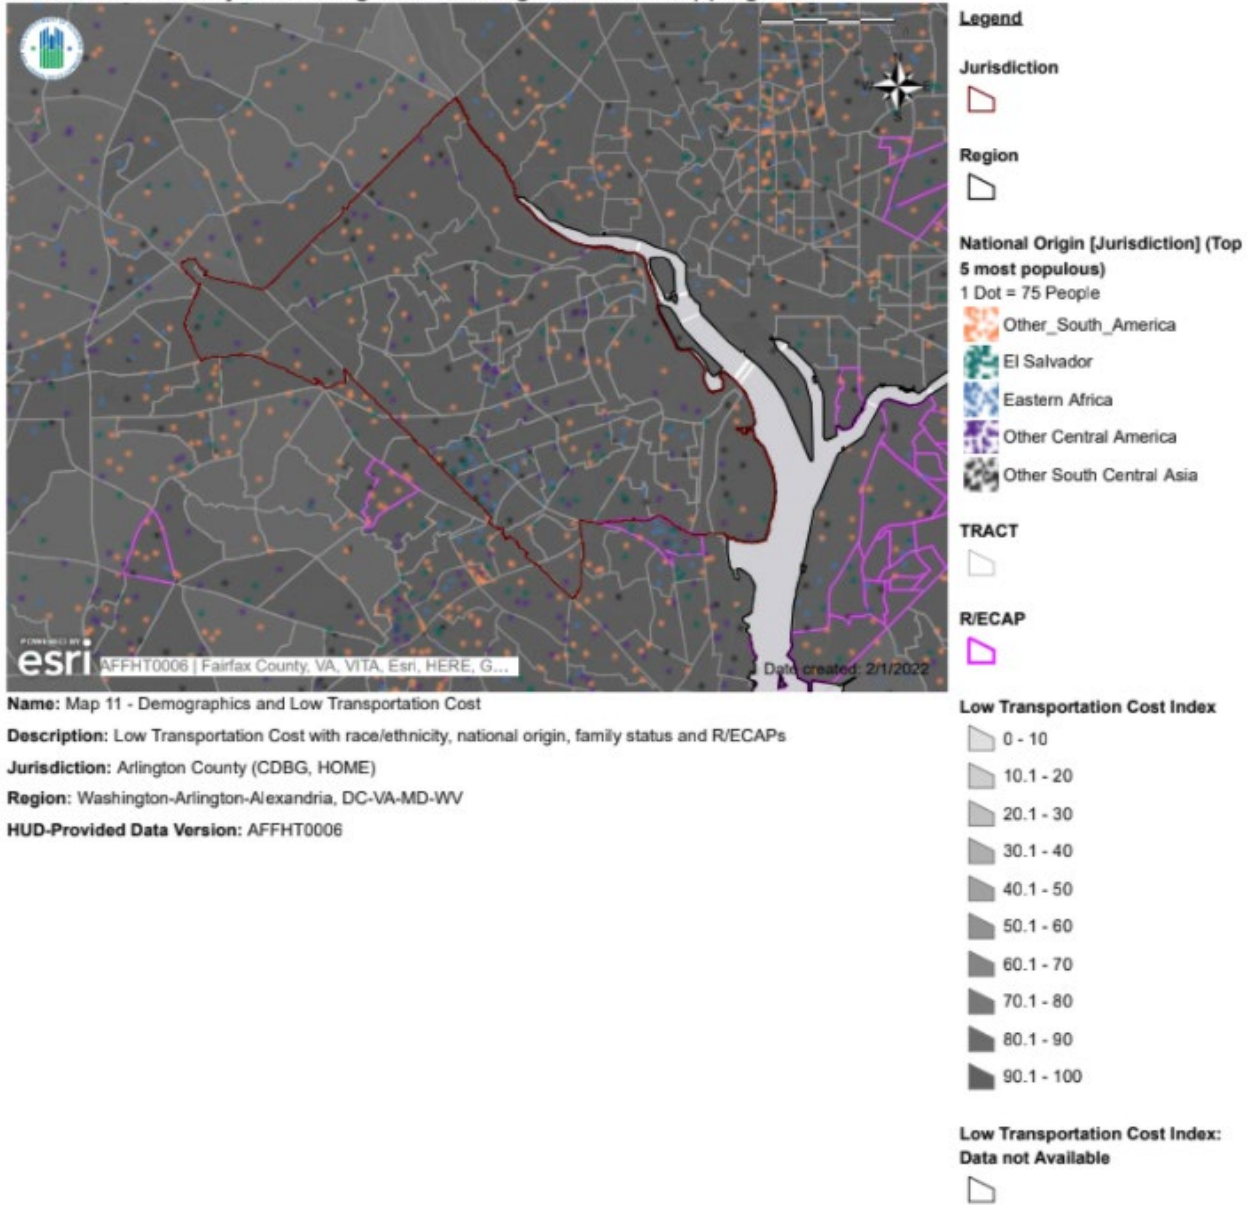 Legend
Jurisdiction
Region
National Origin [Jurisdiction] (Top
5 most populous)
1 Dot = 75 People
Other_South_America
El Salvador
Eastern Africa
Other Central America
Other South Central Asia
TRACT
R/ECAP
Low Transportation Cost Index
0 - 10
10.1 - 20
20.1 - 30
30.1 - 40
40.1 - 50
50.1 - 60
60.1 - 70
70.1 - 80
80.1 - 90
90.1 - 100
Low Transportation Cost Index:
Data not Available
POWERED BY
esri
AFFHT0006 | Fairfax County, VA, VITA, Esri, HERE, G...
Date created: 2/1/2022
Name: Map 11 - Demographics and Low Transportation Cost
Description: Low Transportation Cost with race/ethnicity, national origin, family status and R/ECAPs
Jurisdiction: Arlington County (CDBG, HOME)
Region: Washington-Arlington-Alexandria, DC-VA-MD-WV
HUD-Provided Data Version: AFFHT0006